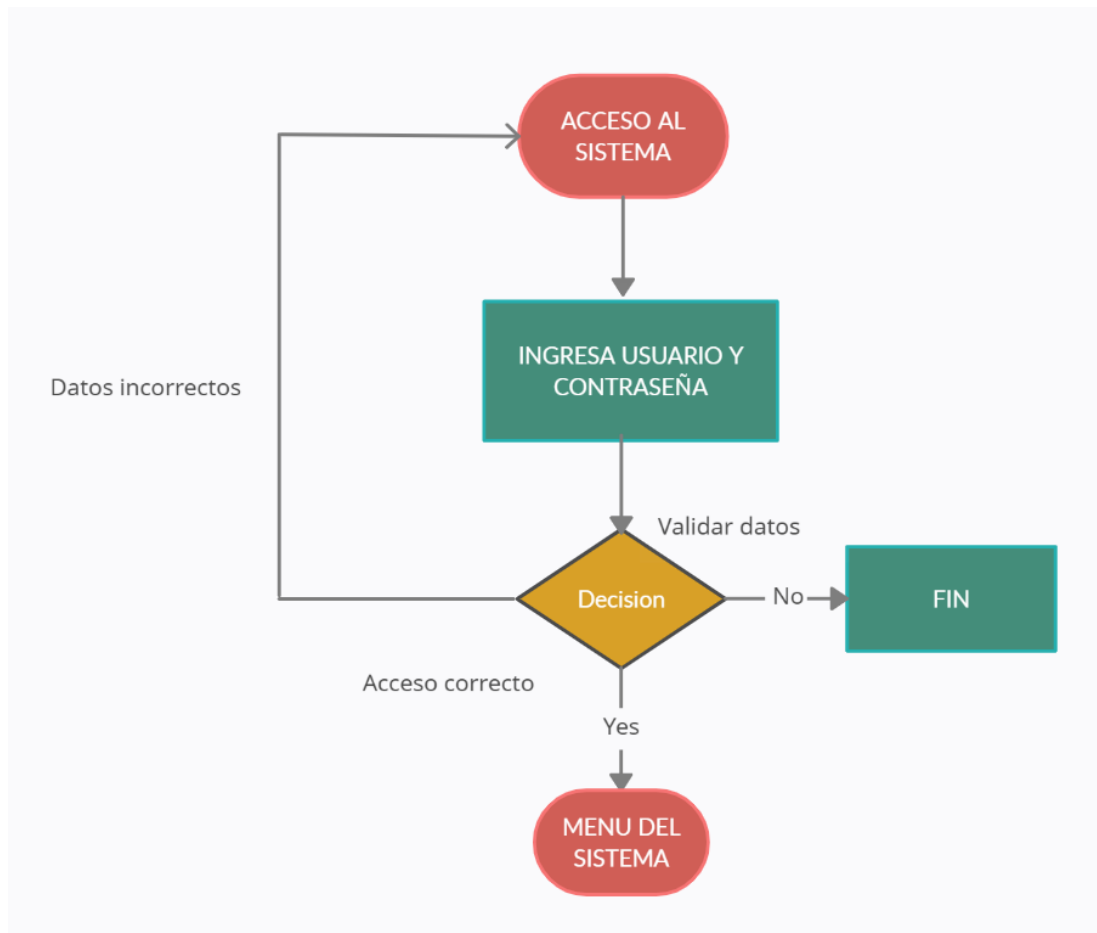 ACCESO AL
SISTEMA
INGRESA USUARIO Y
CONTRASEÑA
Datos incorrectos
Validar datos
Decision
No
FIN
Acceso correcto
Yes
MENU DEL
SISTEMA